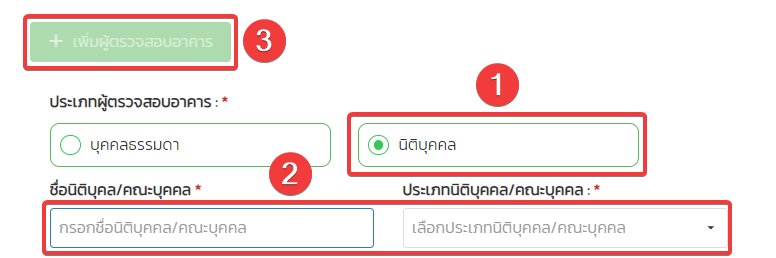 + เพิ่มผู้ตรวจสอบอาคาร 3
1
ประเภทผู้ตรวจสอบอาคาร : *
บุคคลธรรมดา นิติบุคคล
2
ชื่อนิติบุคล/คณะบุคคล * ประเภทนิติบุคคล/คณะบุคคล : *
กรอกชื่อนิติบุคคล/คณะบุคคล เลือกประเภทนิติบุคคล/คณะบุคคล